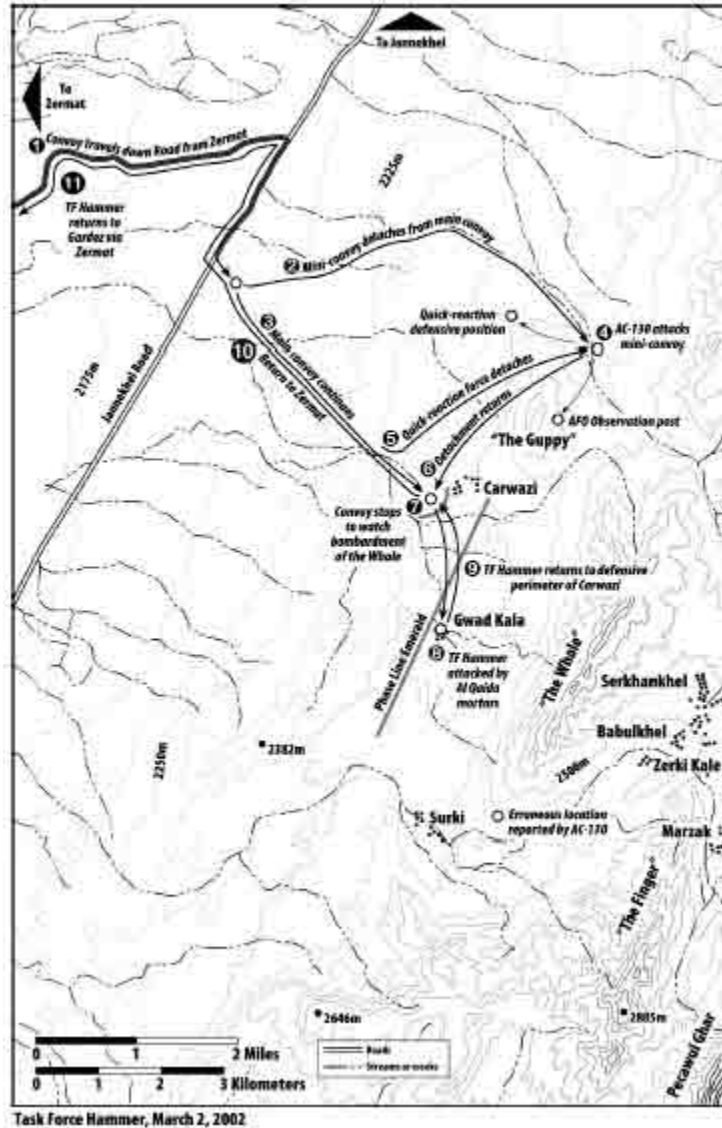 To Jannekhel
To
Zermat
1 Convoy travels down Road from Zermat
11
TF Hammer
returns to
Gardez via
Zermat
2225m
2 Mini-convoy detaches from main convoy
Quick-reaction
defensive position
4 AC-130 attacks
mini-convoy
3 Main convoy continues
10
Return to Zermat
2175m
Jannekhel Road
5 Quick-reaction force detaches
6 Detachment returns
AFO Observation post
"The Guppy"
Carwazi
7
Convoy stops
to watch
bombardment
of the Whale
9 TF Hammer returns to defensive
perimeter of Carwazi
Gwad Kala
8 TF Hammer
attacked by
Al Qaida
mortars
Phase Line Emerald
"The Whale"
Serkhankhel
Babulkhel
Zerki Kale
2500m
2250m
2382m
Surki
Erroneous location
reported by AC-130
Marzak
"The Finger"
2646m
2885m
Pecawul Ghar
0 1 2 Miles
0 1 2 3 Kilometers
Roads
Streams or creeks
Task Force Hammer, March 2, 2002